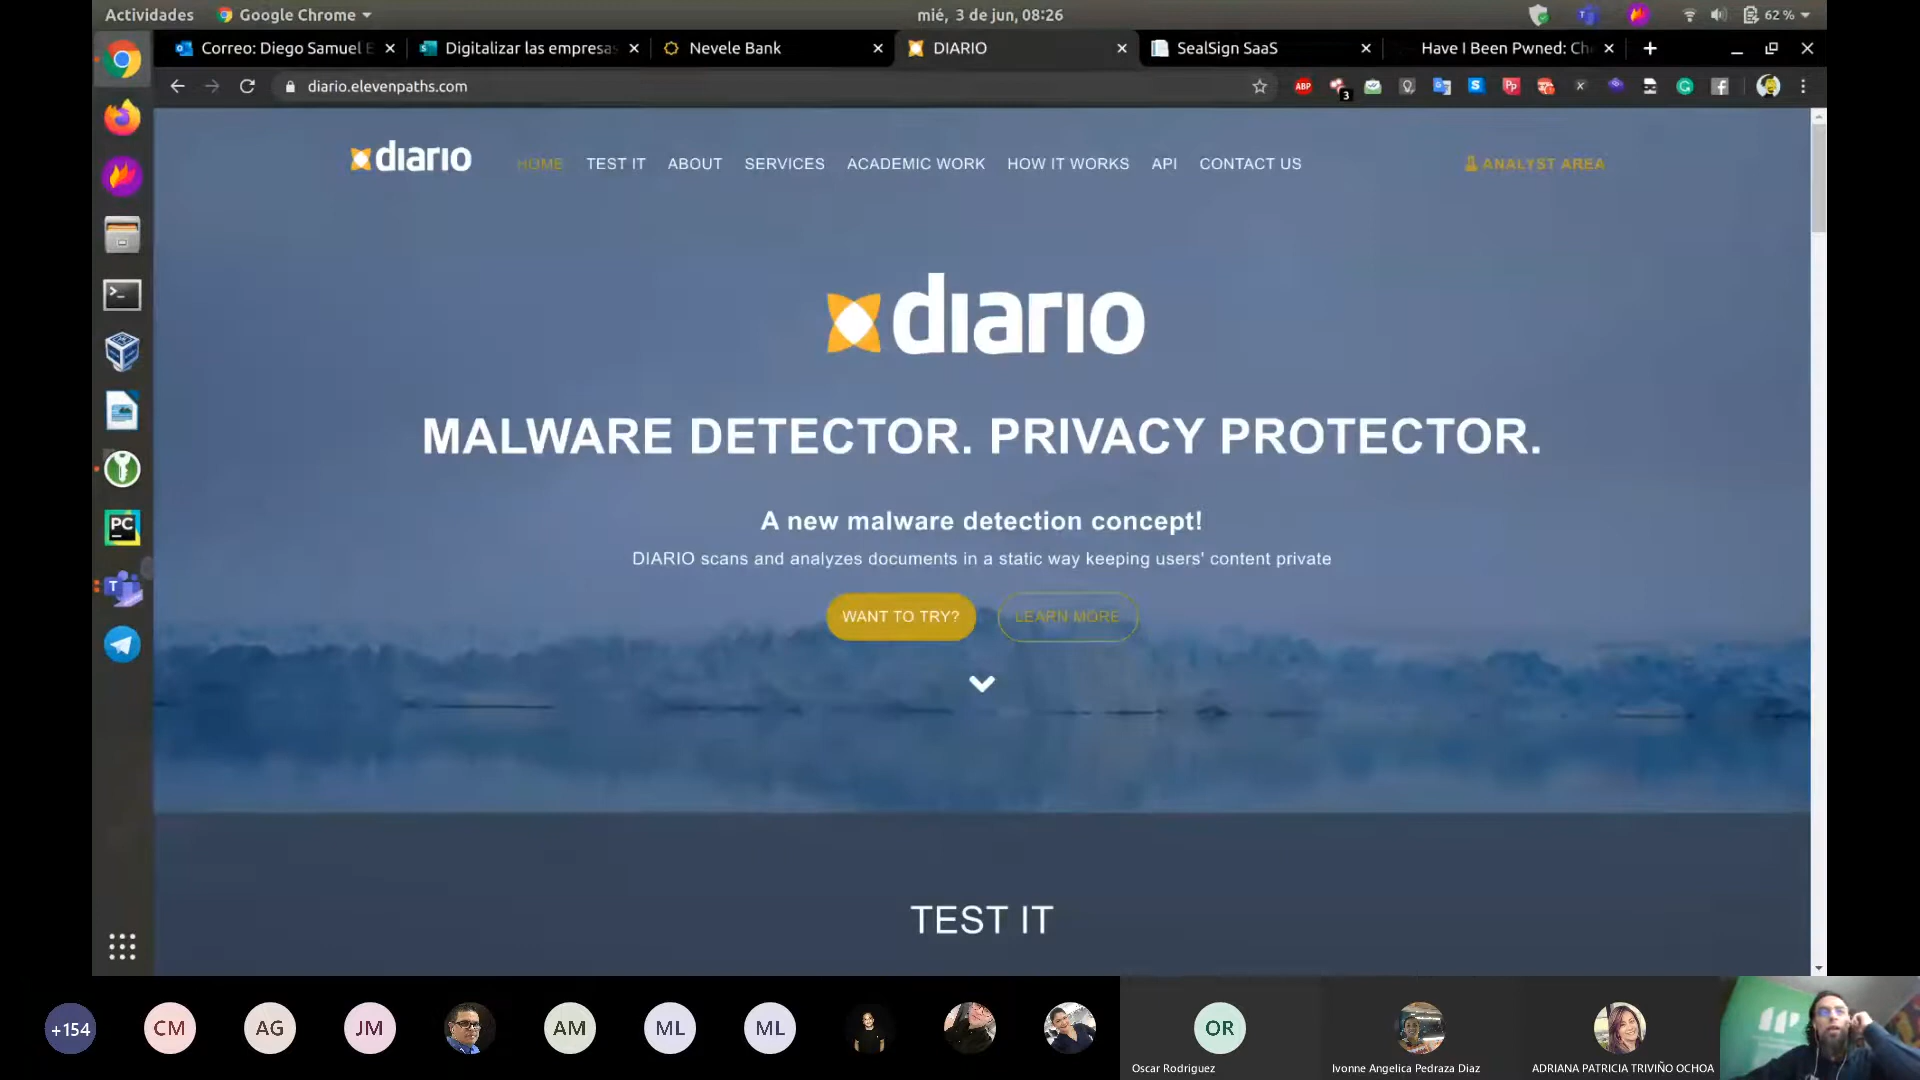 Actividades
Google Chrome
mié, 3 de jun, 08:26
62 %
Correo: Diego Samuel E
Digitalizar las empresas
Nevele Bank
DIARIO
SealSign SaaS
Have I Been Pwned: Che
diario.elevenpaths.com
ABP
3
diario
HOME
TEST IT
ABOUT
SERVICES
ACADEMIC WORK
HOW IT WORKS
API
CONTACT US
ANALYST AREA
diario
MALWARE DETECTOR. PRIVACY PROTECTOR.
A new malware detection concept!
DIARIO scans and analyzes documents in a static way keeping users' content private
WANT TO TRY?
LEARN MORE
TEST IT
PC
T
+154
CM
AG
JM
AM
ML
ML
OR
Oscar Rodriguez
Ivonne Angelica Pedraza Diaz
ADRIANA PATRICIA TRIVIÑO OCHOA